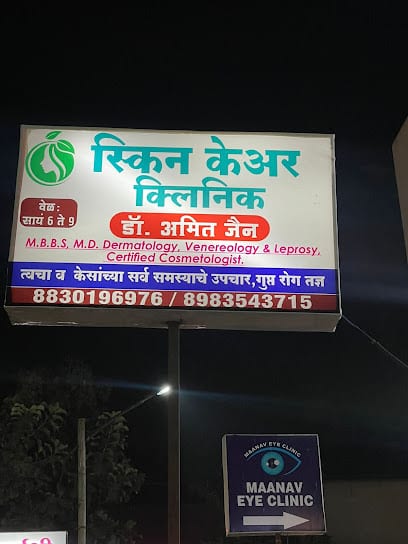 स्किन केअर
क्लिनिक
वेळ:
सायं 6 ते 9
डॉ. अमित जैन
M.B.B.S, M.D. Dermatology, Venereology & Leprosy,
Certified Cosmetologist.
त्वचा व केसांच्या सर्व समस्याचे उपचार,गुप्त रोग तज्ञ
8830196976 / 8983543715
MAANAV EYE CLINIC
MAANAV
EYE CLINIC